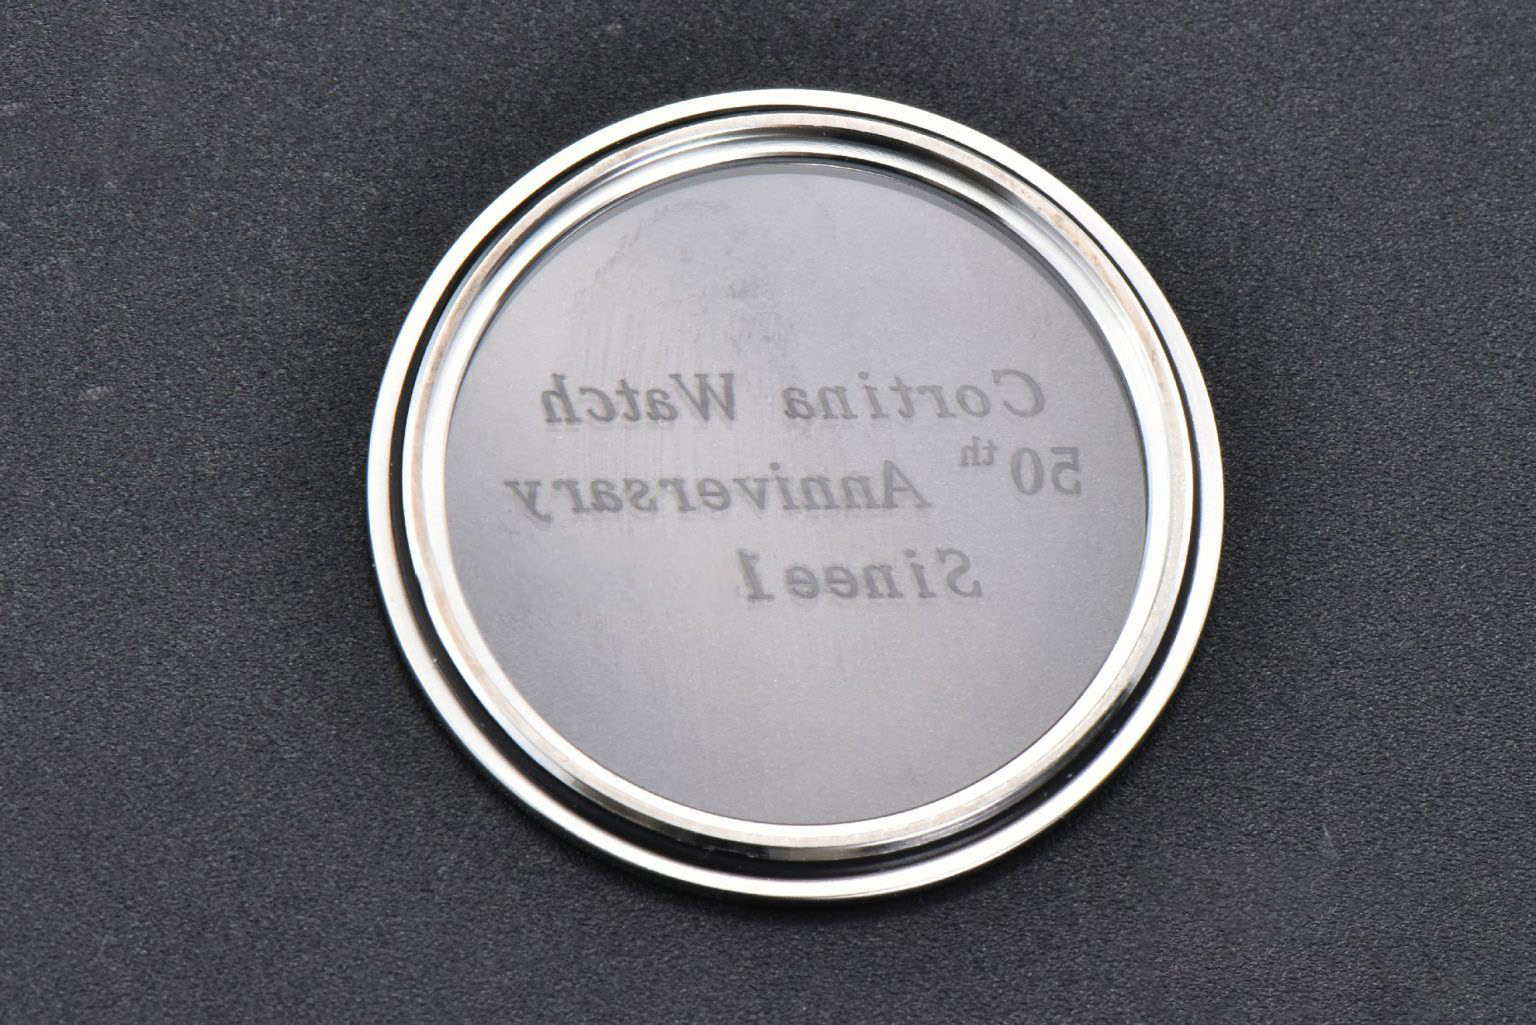 Cortina Watch
50th Anniversary
Sinee1